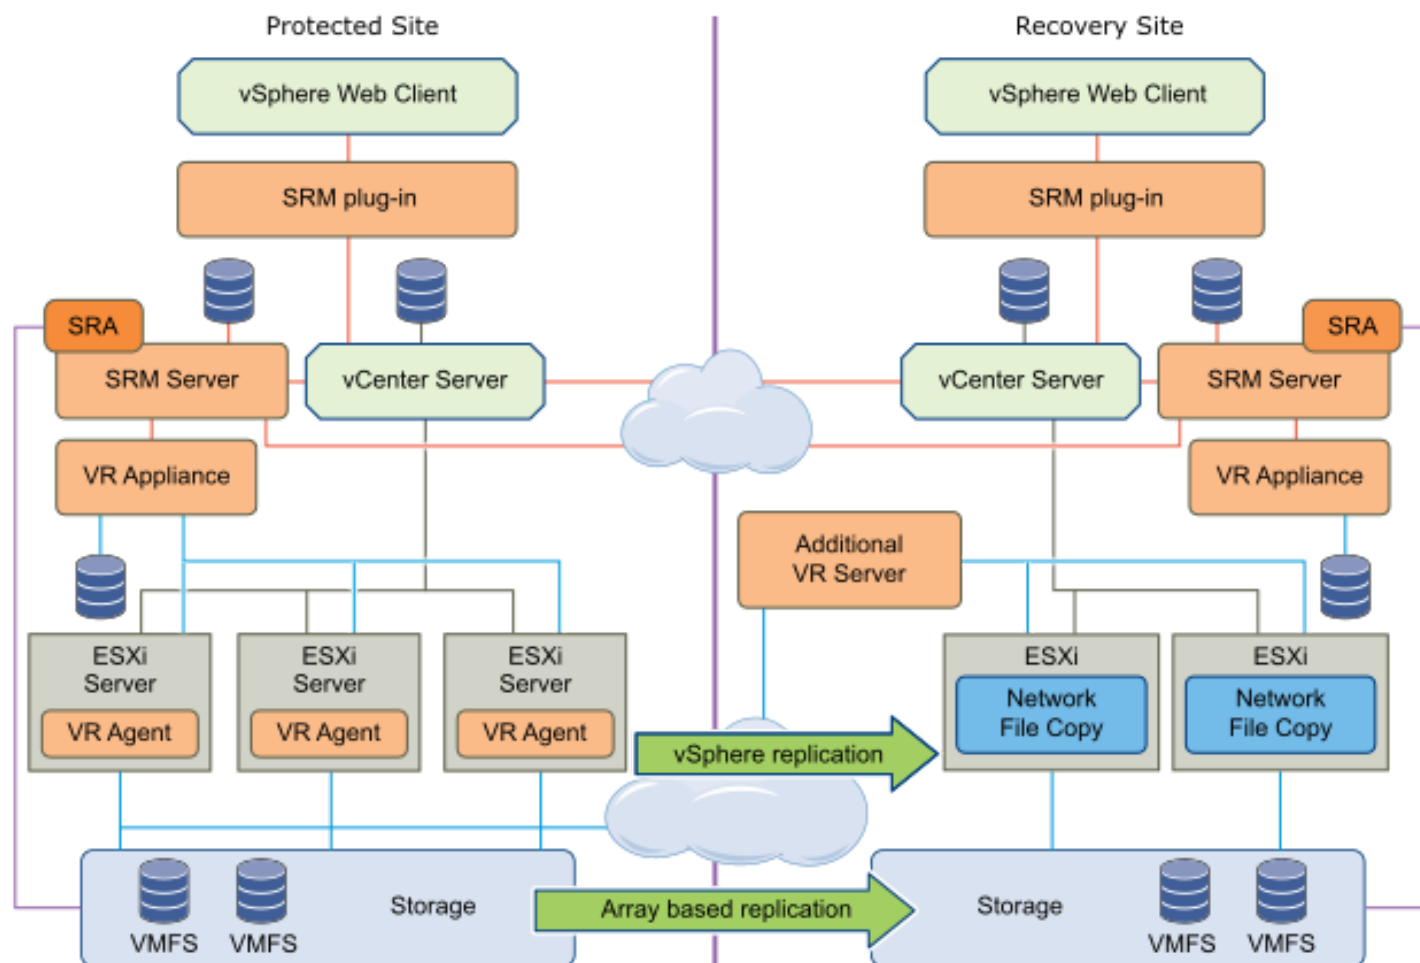 Protected Site
Recovery Site
vSphere Web Client
vSphere Web Client
SRM plug-in
SRM plug-in
SRA
SRA
SRM Server
vCenter Server
vCenter Server
SRM Server
VR Appliance
VR Appliance
Additional
VR Server
ESXi
Server
VR Agent
ESXi
Server
VR Agent
ESXi
Server
VR Agent
ESXi
Network
File Copy
ESXi
Network
File Copy
vSphere replication
Storage
VMFS
VMFS
Array based replication
Storage
VMFS
VMFS